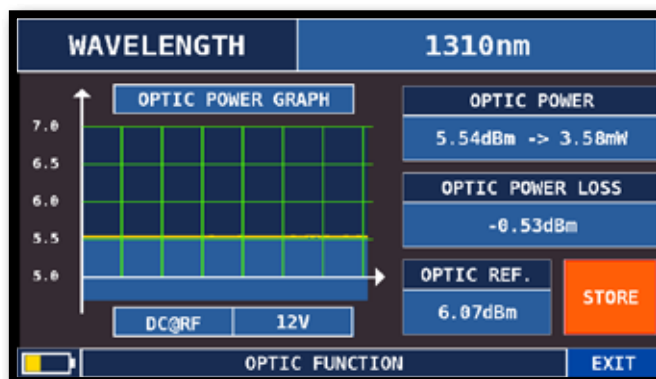 WAVELENGTH
1310nm
OPTIC POWER GRAPH
7.0
6.5
6.0
5.5
5.0
DC@RF
12V
OPTIC POWER
5.54dBm -> 3.58mW
OPTIC POWER LOSS
-0.53dBm
OPTIC REF.
6.07dBm
STORE
OPTIC FUNCTION
EXIT